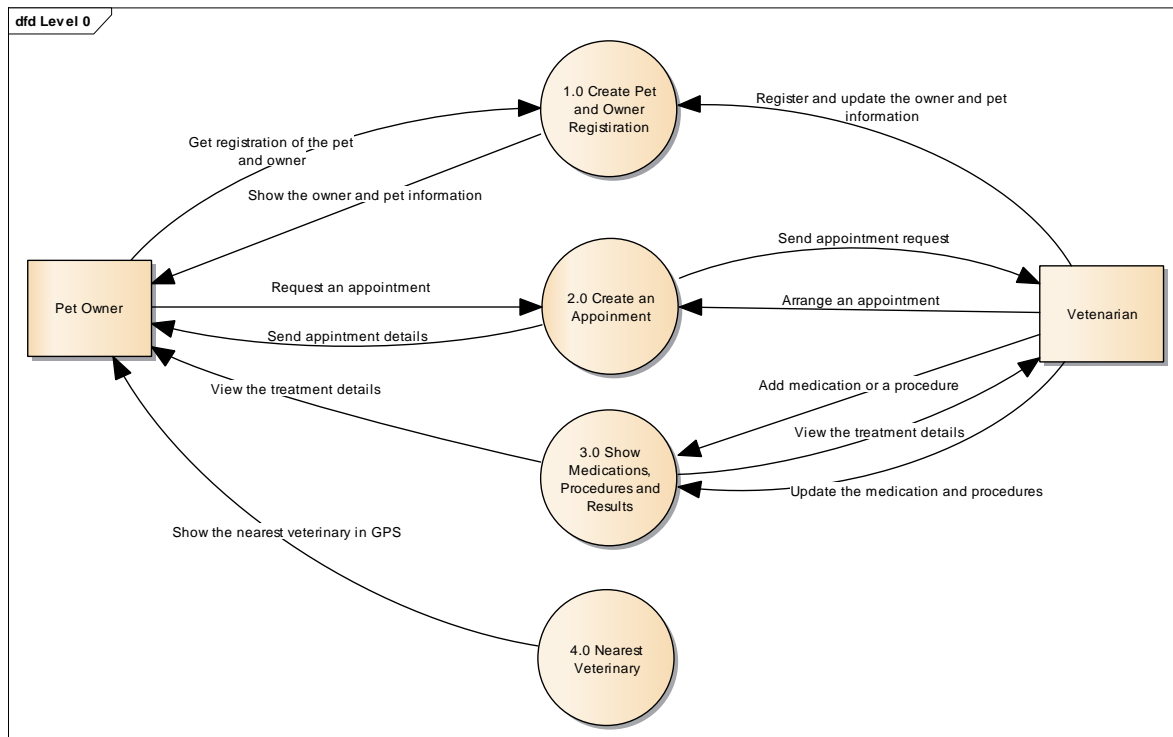 dfd Level 0
1.0 Create Pet
and Owner
Registiration
Register and update the owner and pet
information
Get registration of the pet
and owner
Show the owner and pet information
Pet Owner
Request an appointment
Send appintment details
2.0 Create an
Appoinment
Send appointment request
Arrange an appointment
Vetenarian
View the treatment details
Add medication or a procedure
View the treatment details
Update the medication and procedures
3.0 Show
Medications,
Procedures and
Results
Show the nearest veterinary in GPS
4.0 Nearest
Veterinary